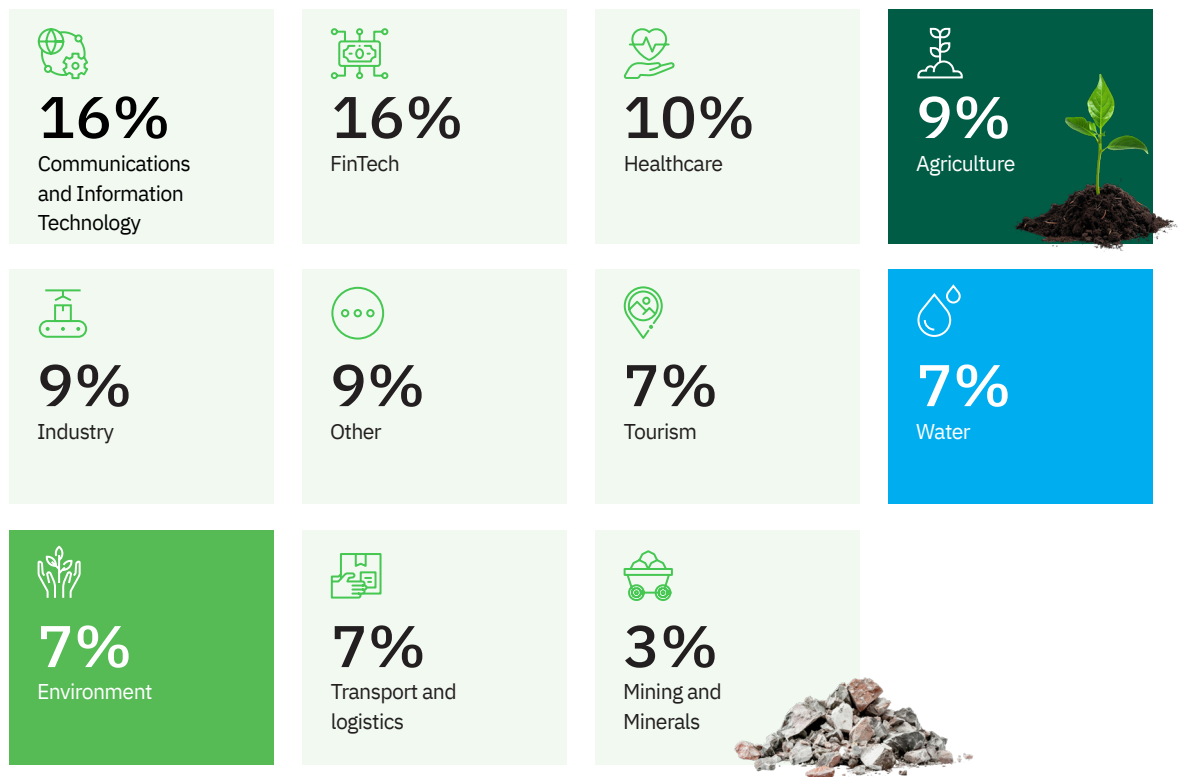 16%
Communications
and Information
Technology
16%
FinTech
10%
Healthcare
9%
Agriculture
9%
Industry
9%
Other
7%
Tourism
7%
Water
7%
Environment
7%
Transport and
logistics
3%
Mining and
Minerals